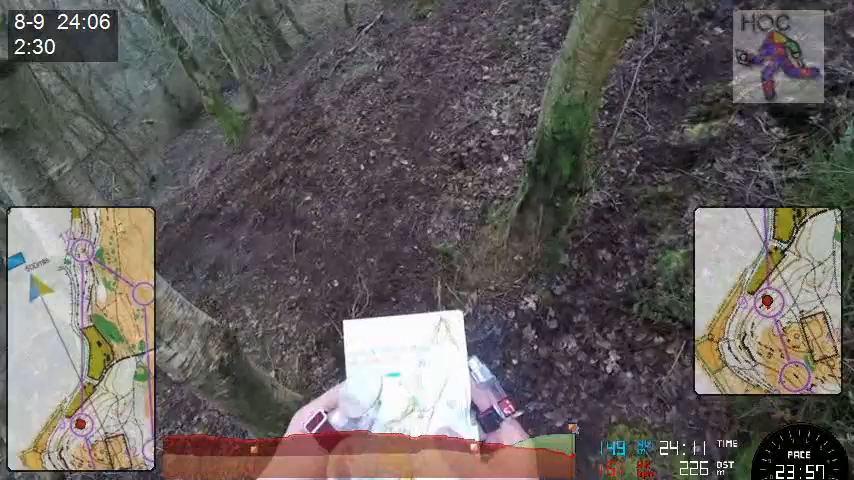 8-9 24:06
2:30
HOC
149
24:11 TIME
226 DST
m
PACE
23:57